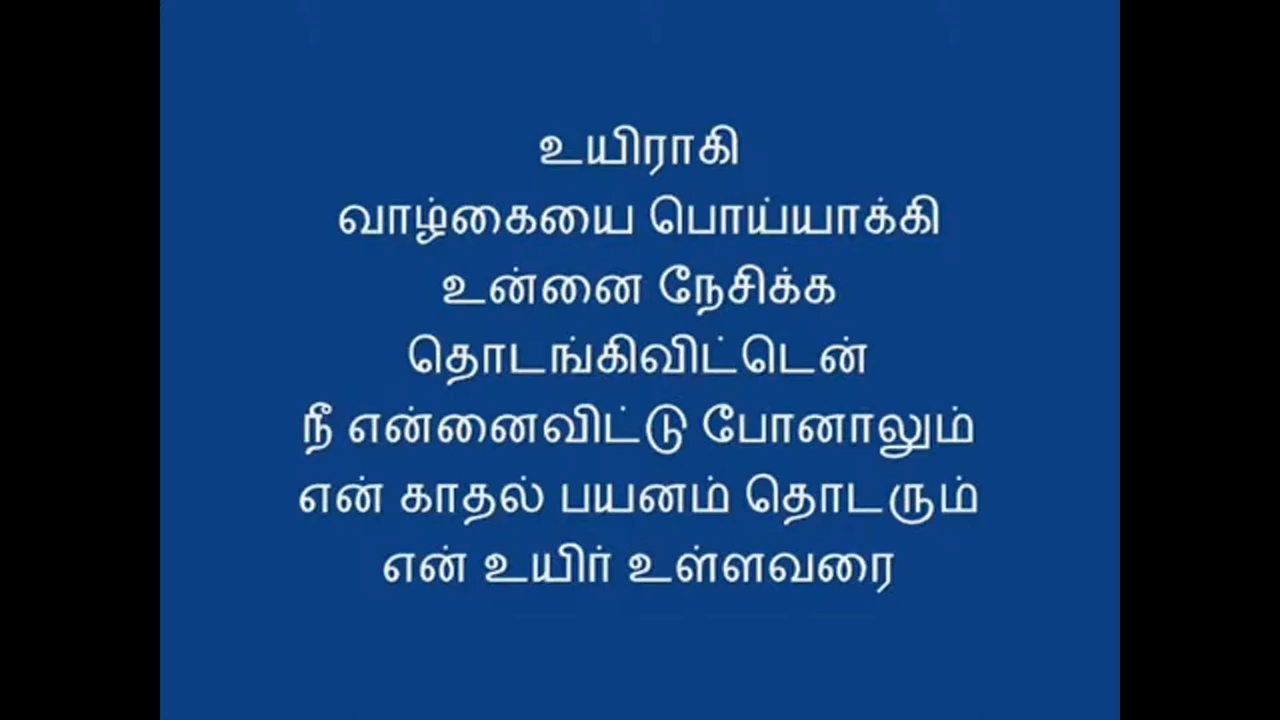 உயிராகி
வாழ்கையை பொய்யாக்கி
உன்னை நேசிக்க
தொடங்கிவிட்டென்
நீ என்னைவிட்டு போனாலும்
என் காதல் பயனம் தொடரும்
என் உயிர் உள்ளவரை